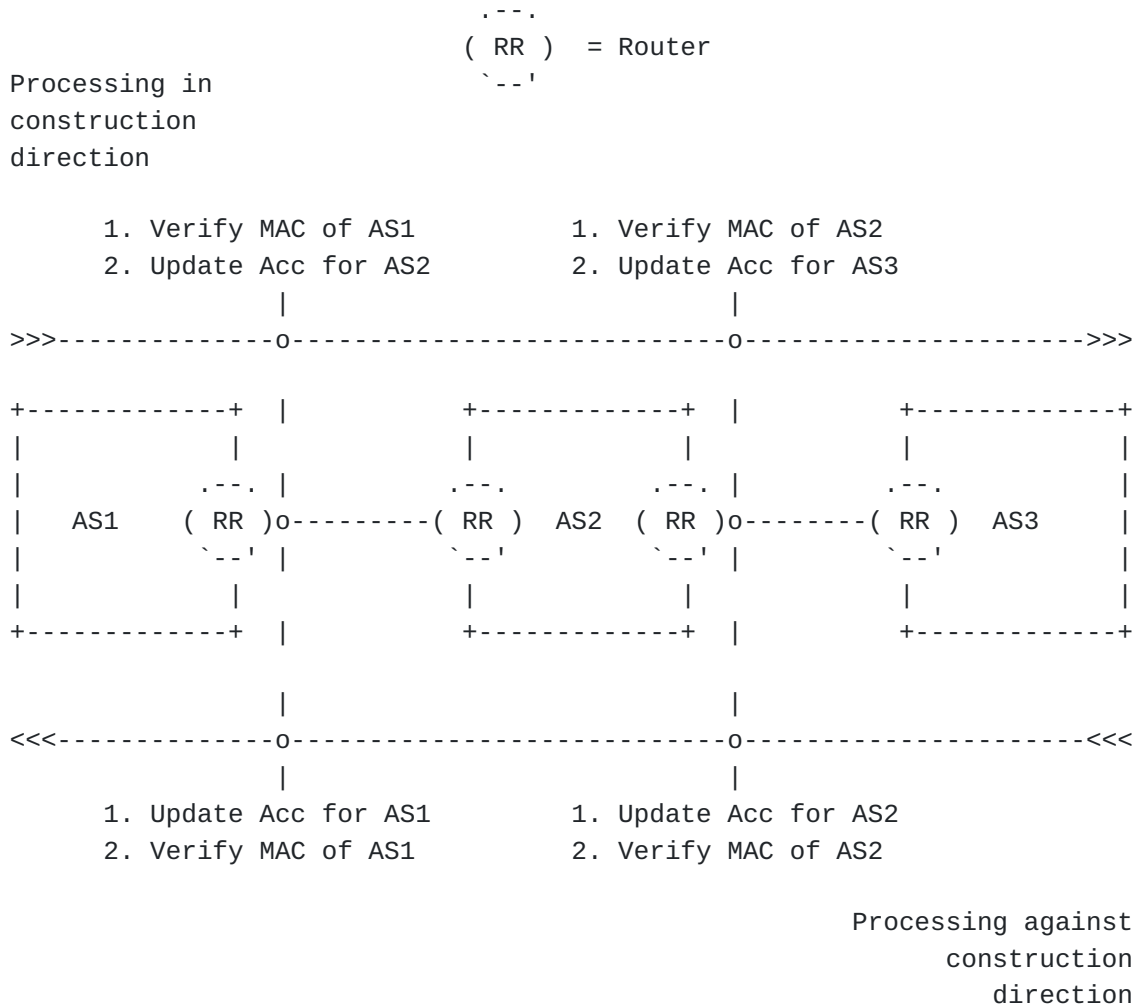 .--.
                             ( RR )  = Router
Processing in                 `--'
construction
direction

      1. Verify MAC of AS1          1. Verify MAC of AS2
      2. Update Acc for AS2         2. Update Acc for AS3
                 |                            |
>>>--------------o----------------------------o---------------------->>>

+-------------+  |           +-------------+  |          +-------------+
|             |              |             |             |             |
|           .--. |          .--.         .--. |         .--.           |
|   AS1    ( RR )o---------( RR )  AS2  ( RR )o--------( RR )  AS3     |
|           `--' |          `--'         `--' |         `--'           |
|             |              |             |             |             |
+-------------+  |           +-------------+  |          +-------------+

                 |                            |
<<<--------------o----------------------------o----------------------<<<
                 |                            |
      1. Update Acc for AS1         1. Update Acc for AS2
      2. Verify MAC of AS1          2. Verify MAC of AS2

                                                      Processing against
                                                            construction
                                                               direction